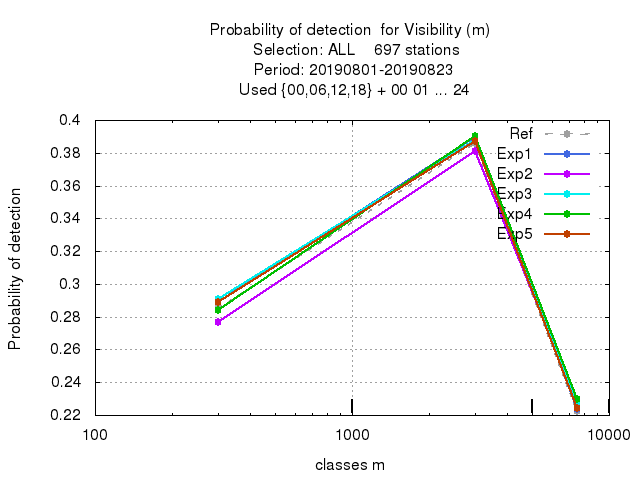 Probability of detection  for Visibility (m)
Selection: ALL    697 stations
Period: 20190801-20190823
Used {00,06,12,18} + 00 01 ... 24
0.4
0.38
0.36
0.34
0.32
0.3
0.28
0.26
0.24
0.22
Probability of detection
Ref
Exp1
Exp2
Exp3
Exp4
Exp5
100
1000
10000
classes m